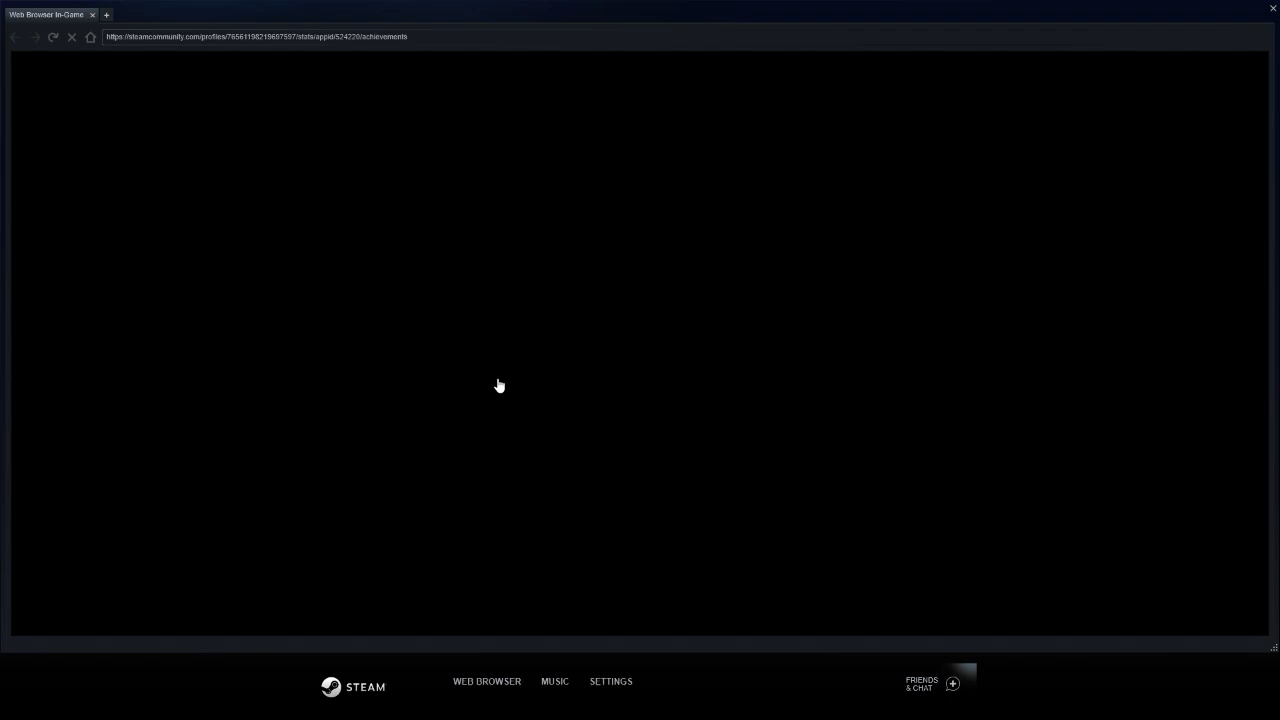 Web Browser In-Game
https://steamcommunity.com/profiles/76561198219697597/stats/appid/524220/achievements
STEAM
WEB BROWSER
MUSIC
SETTINGS
FRIENDS
& CHAT